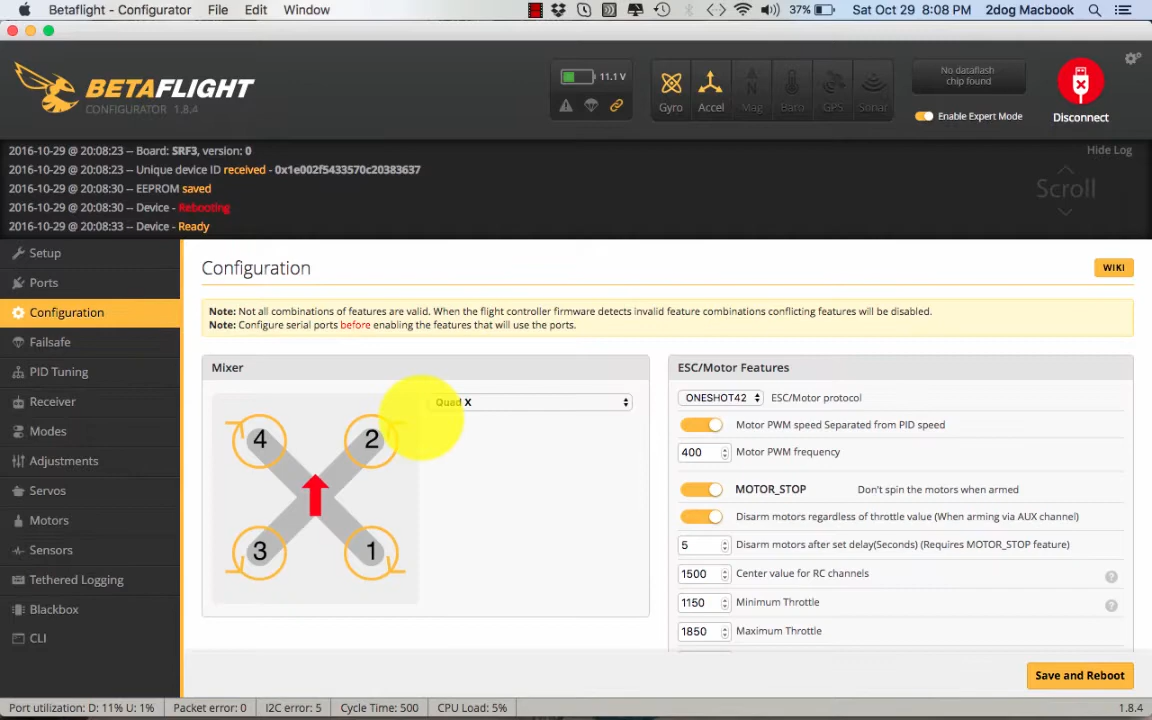 Betaflight - Configurator File Edit Window 37% Sat Oct 29 8:08 PM 2dog Macbook
BETAFLIGHT
CONFIGURATOR 1.8.4
11.1 V
Gyro Accel Mag Baro GPS Sonar
No dataflash
chip found
Enable Expert Mode
Disconnect
2016-10-29 @ 20:08:23 -- Board: SRF3, version: 0
Hide Log
2016-10-29 @ 20:08:23 -- Unique device ID received - 0x1e002f5433570c20383637
2016-10-29 @ 20:08:30 -- EEPROM saved
Scroll
2016-10-29 @ 20:08:30 -- Device - Rebooting
2016-10-29 @ 20:08:33 -- Device - Ready
Setup
Ports
Configuration
Failsafe
PID Tuning
Receiver
Modes
Adjustments
Servos
Motors
Sensors
Tethered Logging
Blackbox
CLI
Configuration
WIKI
Note: Not all combinations of features are valid. When the flight controller firmware detects invalid feature combinations conflicting features will be disabled.
Note: Configure serial ports before enabling the features that will use the ports.
Mixer
Quad X
4 2
3 1
ESC/Motor Features
ONESHOT42 ESC/Motor protocol
Motor PWM speed Separated from PID speed
400 Motor PWM frequency
MOTOR_STOP Don't spin the motors when armed
Disarm motors regardless of throttle value (When arming via AUX channel)
5 Disarm motors after set delay(Seconds) (Requires MOTOR_STOP feature)
1500 Center value for RC channels ?
1150 Minimum Throttle ?
1850 Maximum Throttle
Save and Reboot
Port utilization: D: 11% U: 1% Packet error: 0 I2C error: 5 Cycle Time: 500 CPU Load: 5% 1.8.4